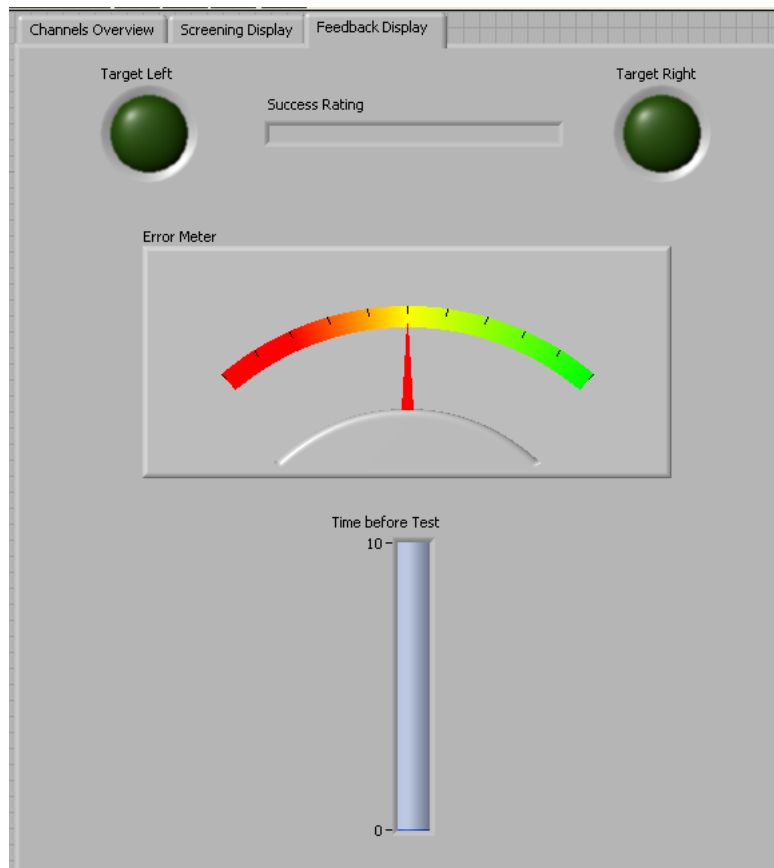 Channels Overview
Screening Display
Feedback Display
Target Left
Success Rating
Target Right
Error Meter
Time before Test
10
0